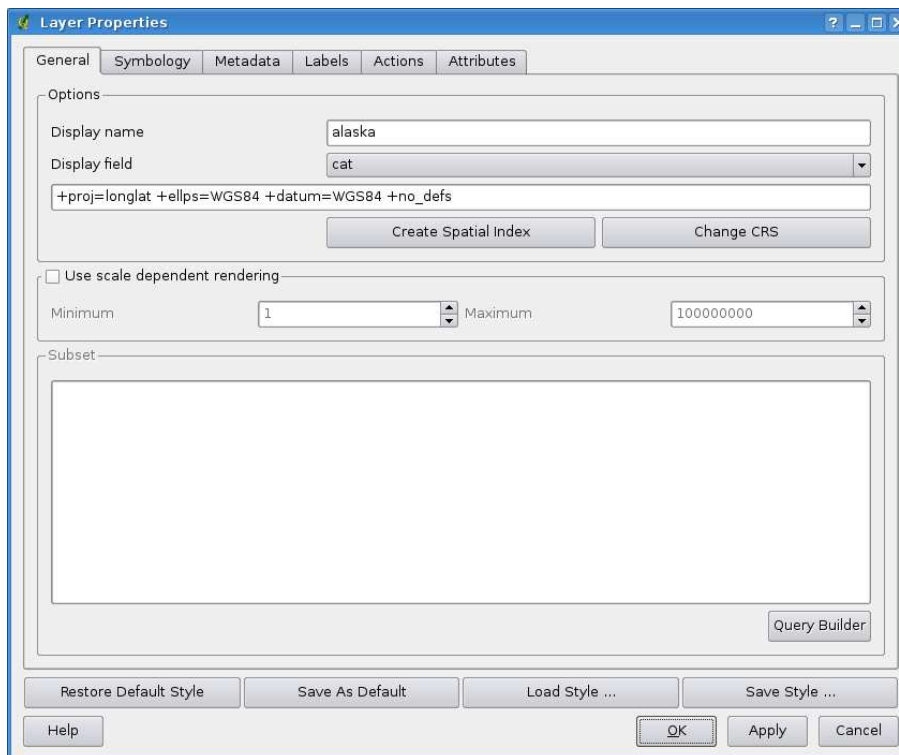 Layer Properties
General Symbology Metadata Labels Actions Attributes
Options
Display name alaska
Display field cat
+proj=longlat +ellps=WGS84 +datum=WGS84 +no_defs
Create Spatial Index Change CRS
Use scale dependent rendering
Minimum 1 Maximum 100000000
Subset
Query Builder
Restore Default Style Save As Default Load Style ... Save Style ...
Help OK Apply Cancel